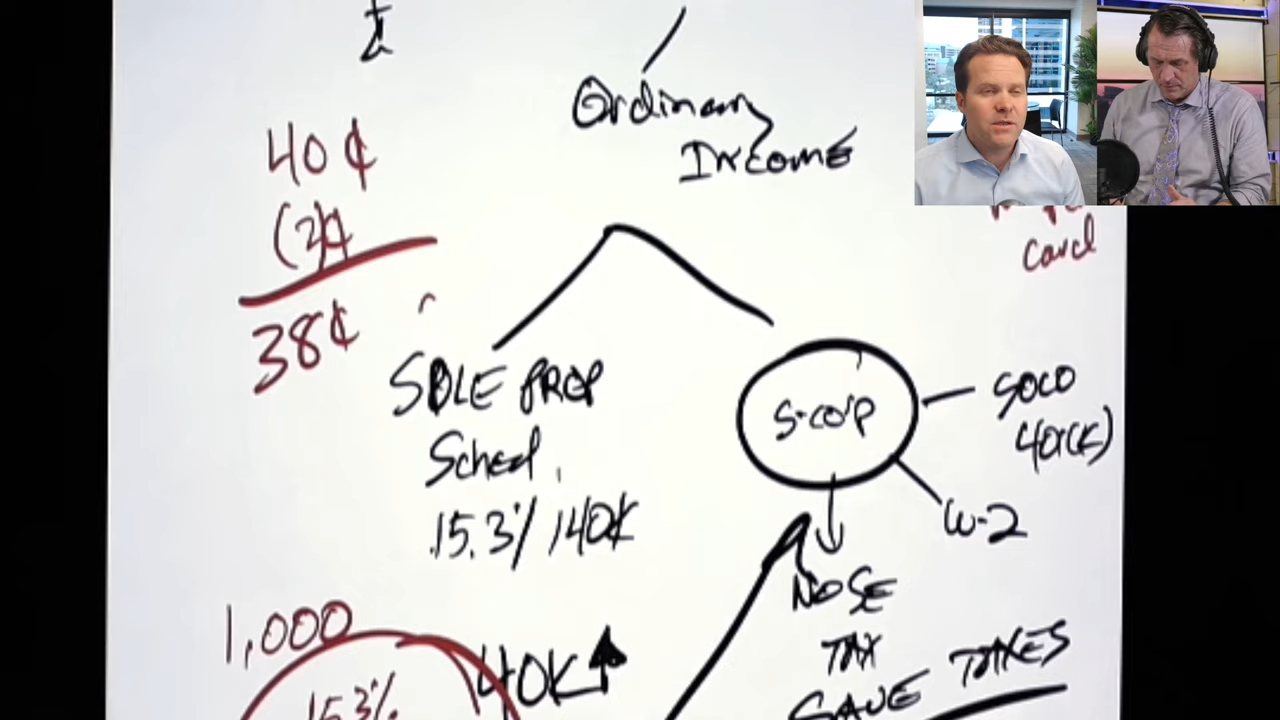 Ordinary
INCOME
40¢
(2¢
38¢
card
SOLE PROP
Sched.
15.3% 140K
S-corp
SOLO
401(K)
W-2
NO SE
TAX
SAVE TAXES
1,000
40K
15.3%